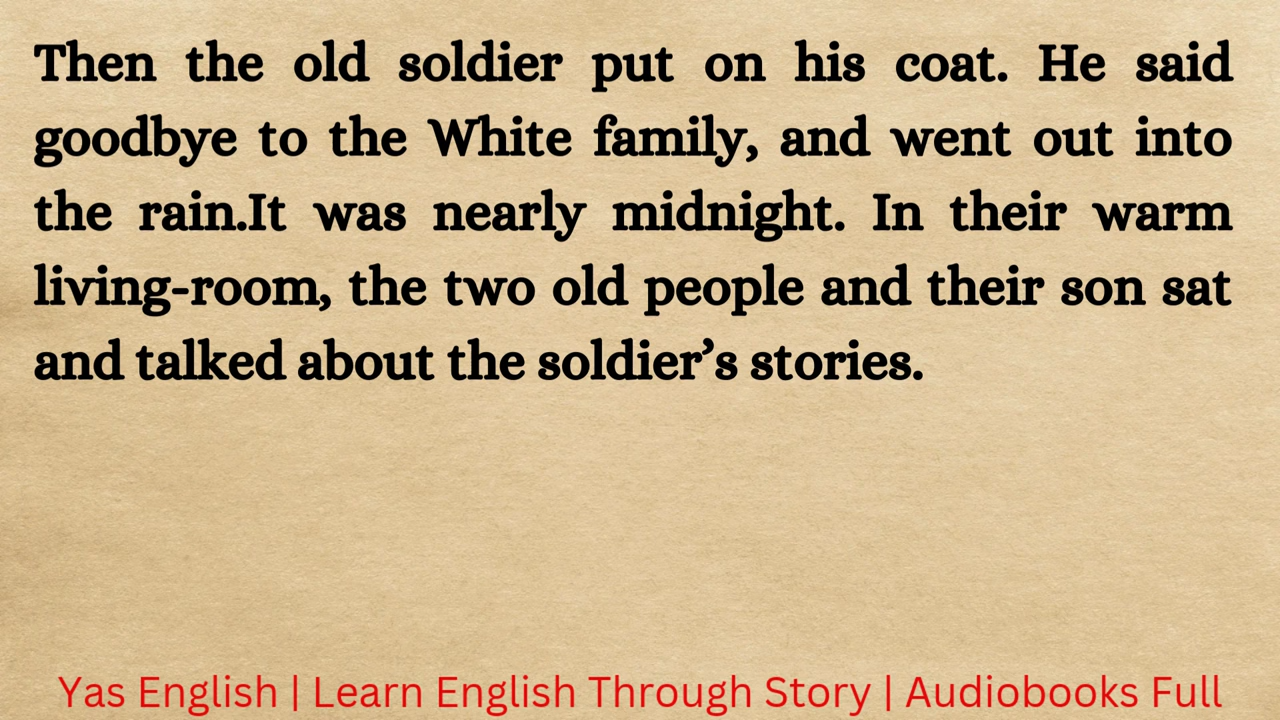 Then the old soldier put on his coat. He said
goodbye to the White family, and went out into
the rain.It was nearly midnight. In their warm
living-room, the two old people and their son sat
and talked about the soldier’s stories.
Yas English | Learn English Through Story | Audiobooks Full